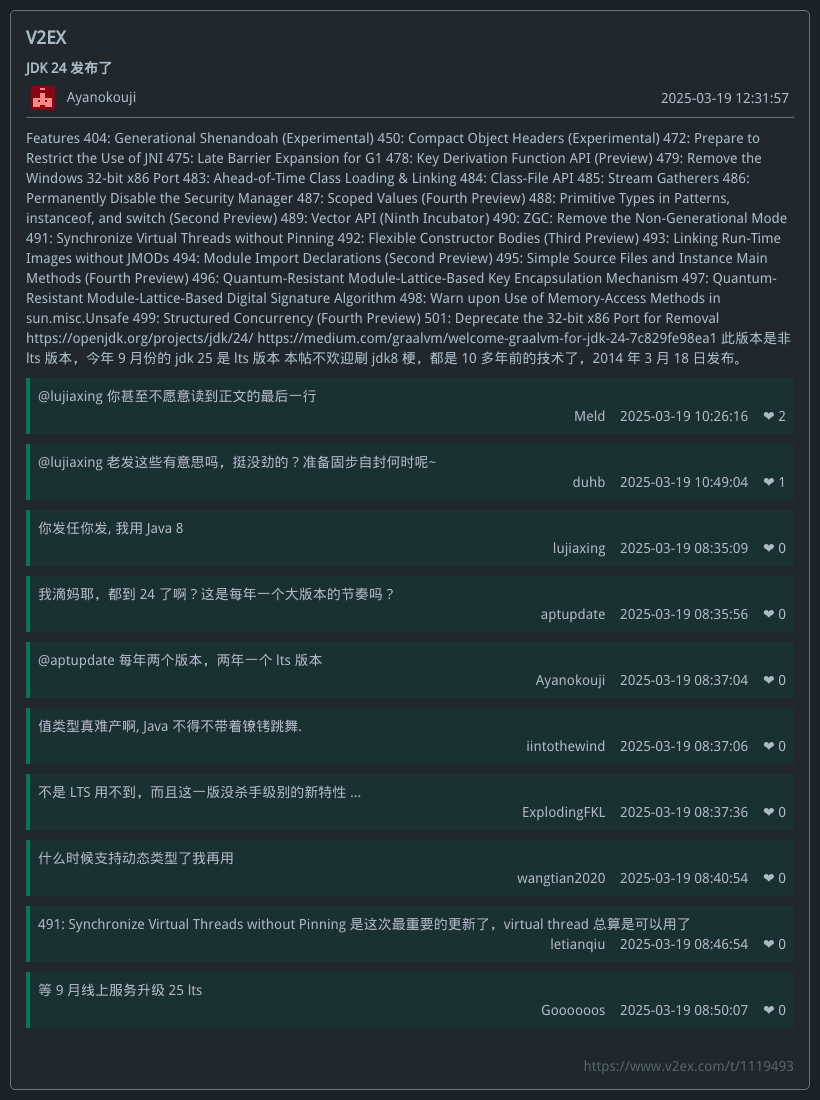 V2EX
JDK 24 发布了
Ayanokouji
2025-03-19 12:31:57
Features 404: Generational Shenandoah (Experimental) 450: Compact Object Headers (Experimental) 472: Prepare to
Restrict the Use of JNI 475: Late Barrier Expansion for G1 478: Key Derivation Function API (Preview) 479: Remove the
Windows 32-bit x86 Port 483: Ahead-of-Time Class Loading & Linking 484: Class-File API 485: Stream Gatherers 486:
Permanently Disable the Security Manager 487: Scoped Values (Fourth Preview) 488: Primitive Types in Patterns,
instanceof, and switch (Second Preview) 489: Vector API (Ninth Incubator) 490: ZGC: Remove the Non-Generational Mode
491: Synchronize Virtual Threads without Pinning 492: Flexible Constructor Bodies (Third Preview) 493: Linking Run-Time
Images without JMODs 494: Module Import Declarations (Second Preview) 495: Simple Source Files and Instance Main
Methods (Fourth Preview) 496: Quantum-Resistant Module-Lattice-Based Key Encapsulation Mechanism 497: Quantum-
Resistant Module-Lattice-Based Digital Signature Algorithm 498: Warn upon Use of Memory-Access Methods in
sun.misc.Unsafe 499: Structured Concurrency (Fourth Preview) 501: Deprecate the 32-bit x86 Port for Removal
https://openjdk.org/projects/jdk/24/ https://medium.com/graalvm/welcome-graalvm-for-jdk-24-7c829fe98ea1 此版本是非
lts 版本，今年 9 月份的 jdk 25 是 lts 版本 本帖不欢迎刷 jdk8 梗，都是 10 多年前的技术了，2014 年 3 月 18 日发布。
@lujiaxing 你甚至不愿意读到正文的最后一行
Meld 2025-03-19 10:26:16 ❤ 2
@lujiaxing 老发这些有意思吗，挺没劲的？准备固步自封何时呢~
duhb 2025-03-19 10:49:04 ❤ 1
你发任你发, 我用 Java 8
lujiaxing 2025-03-19 08:35:09 ❤ 0
我滴妈耶，都到 24 了啊？这是每年一个大版本的节奏吗？
aptupdate 2025-03-19 08:35:56 ❤ 0
@aptupdate 每年两个版本，两年一个 lts 版本
Ayanokouji 2025-03-19 08:37:04 ❤ 0
值类型真难产啊, Java 不得不带着镣铐跳舞.
iintothewind 2025-03-19 08:37:06 ❤ 0
不是 LTS 用不到，而且这一版没杀手级别的新特性 ...
ExplodingFKL 2025-03-19 08:37:36 ❤ 0
什么时候支持动态类型了我再用
wangtian2020 2025-03-19 08:40:54 ❤ 0
491: Synchronize Virtual Threads without Pinning 是这次最重要的更新了，virtual thread 总算是可以用了
letianqiu 2025-03-19 08:46:54 ❤ 0
等 9 月线上服务升级 25 lts
Goooooos 2025-03-19 08:50:07 ❤ 0
https://www.v2ex.com/t/1119493